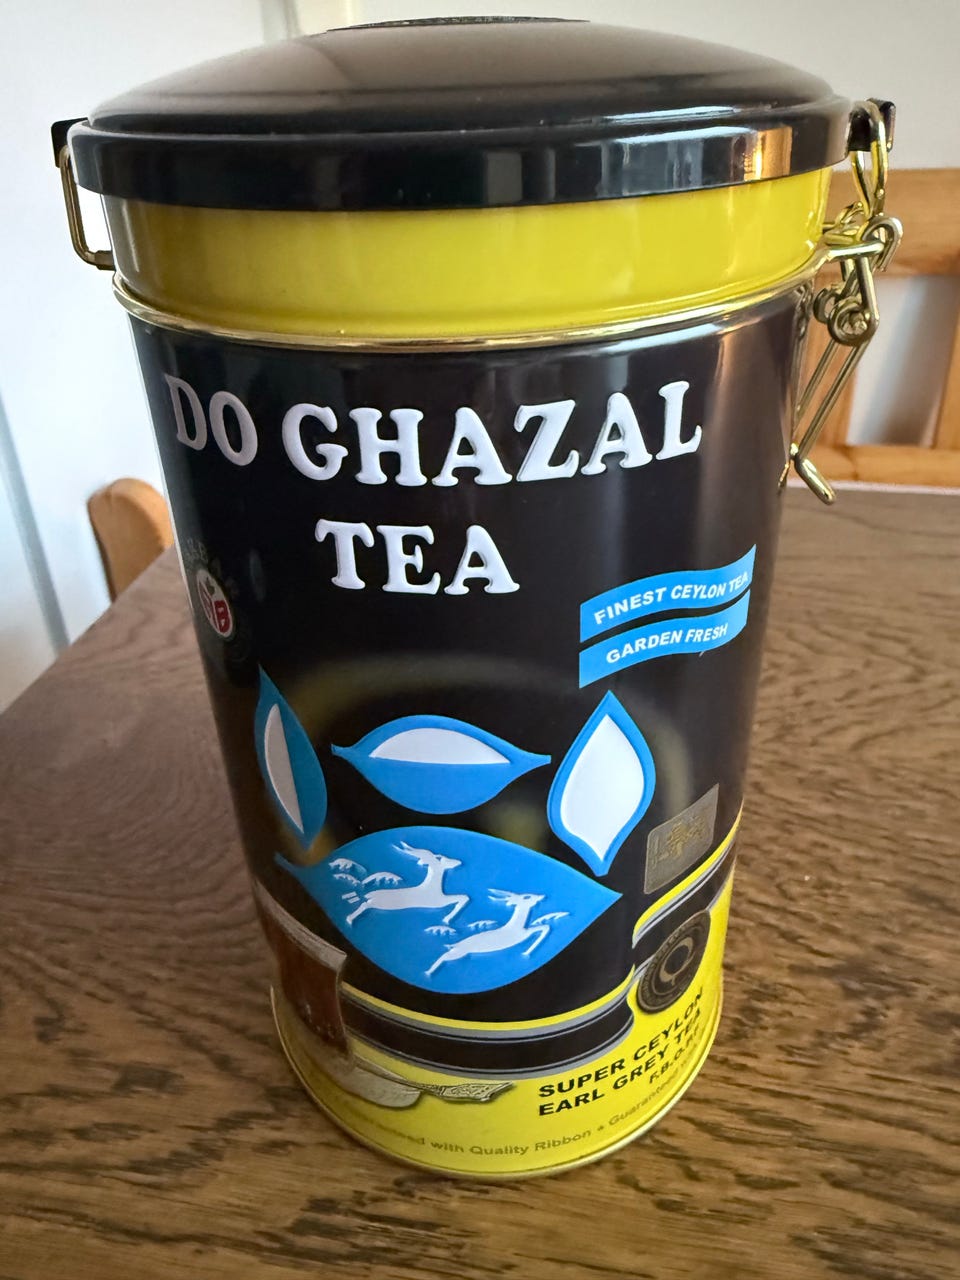 DO GHAZAL
TEA
FINEST CEYLON TEA
GARDEN FRESH
SUPER CEYLON
EARL GREY TEA
with Quality Ribbon